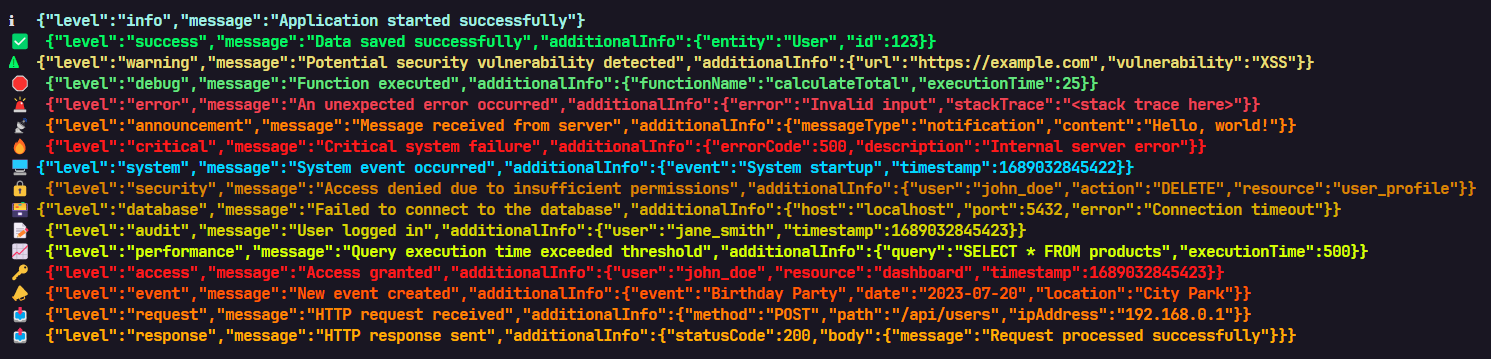 ℹ {"level":"info","message":"Application started successfully"}
✅ {"level":"success","message":"Data saved successfully","additionalInfo":{"entity":"User","id":123}}
{"level":"warning","message":"Potential security vulnerability detected","additionalInfo":{"url":"https://example.com","vulnerability":"XSS"}}
🛑 {"level":"debug","message":"Function executed","additionalInfo":{"functionName":"calculateTotal","executionTime":25}}
🚨 {"level":"error","message":"An unexpected error occurred","additionalInfo":{"error":"Invalid input","stackTrace":"<stack trace here>"}}
📡 {"level":"announcement","message":"Message received from server","additionalInfo":{"messageType":"notification","content":"Hello, world!"}}
🔥 {"level":"critical","message":"Critical system failure","additionalInfo":{"errorCode":500,"description":"Internal server error"}}
🖥️ {"level":"system","message":"System event occurred","additionalInfo":{"event":"System startup","timestamp":1689032845422}}
🔒 {"level":"security","message":"Access denied due to insufficient permissions","additionalInfo":{"user":"john_doe","action":"DELETE","resource":"user_profile"}}
🗃️ {"level":"database","message":"Failed to connect to the database","additionalInfo":{"host":"localhost","port":5432,"error":"Connection timeout"}}
📝 {"level":"audit","message":"User logged in","additionalInfo":{"user":"jane_smith","timestamp":1689032845423}}
📈 {"level":"performance","message":"Query execution time exceeded threshold","additionalInfo":{"query":"SELECT * FROM products","executionTime":500}}
🔑 {"level":"access","message":"Access granted","additionalInfo":{"user":"john_doe","resource":"dashboard","timestamp":1689032845423}}
{"level":"event","message":"New event created","additionalInfo":{"event":"Birthday Party","date":"2023-07-20","location":"City Park"}}
📤 {"level":"request","message":"HTTP request received","additionalInfo":{"method":"POST","path":"/api/users","ipAddress":"192.168.0.1"}}
📤 {"level":"response","message":"HTTP response sent","additionalInfo":{"statusCode":200,"body":{"message":"Request processed successfully"}}}